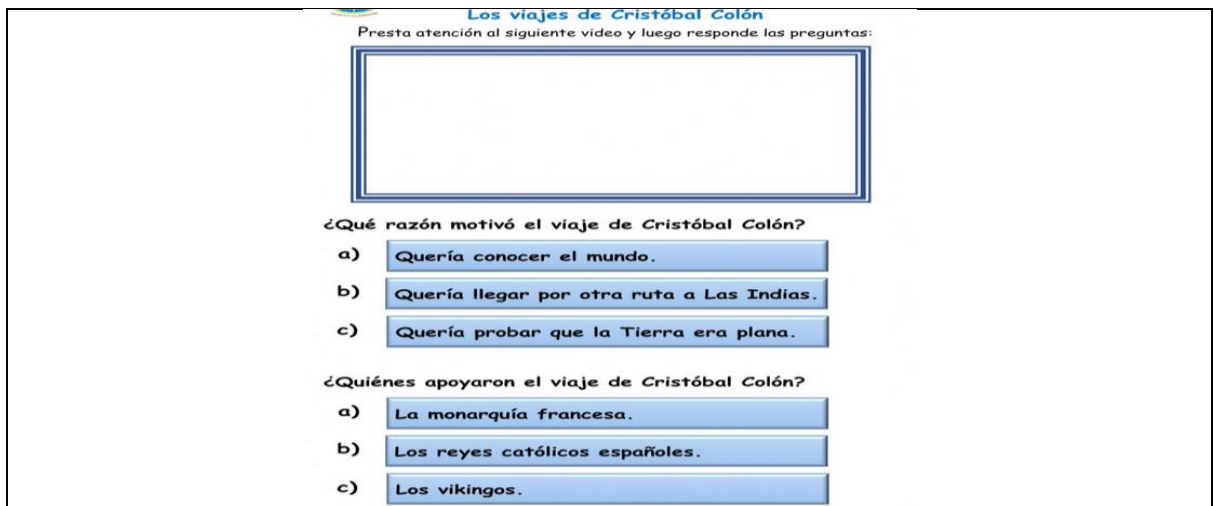 Los viajes de Cristóbal Colón
Presta atención al siguiente video y luego responde las preguntas:
¿Qué razón motivó el viaje de Cristóbal Colón?
a) Quería conocer el mundo.
b) Quería llegar por otra ruta a Las Indias.
c) Quería probar que la Tierra era plana.
¿Quiénes apoyaron el viaje de Cristóbal Colón?
a) La monarquía francesa.
b) Los reyes católicos españoles.
c) Los vikingos.